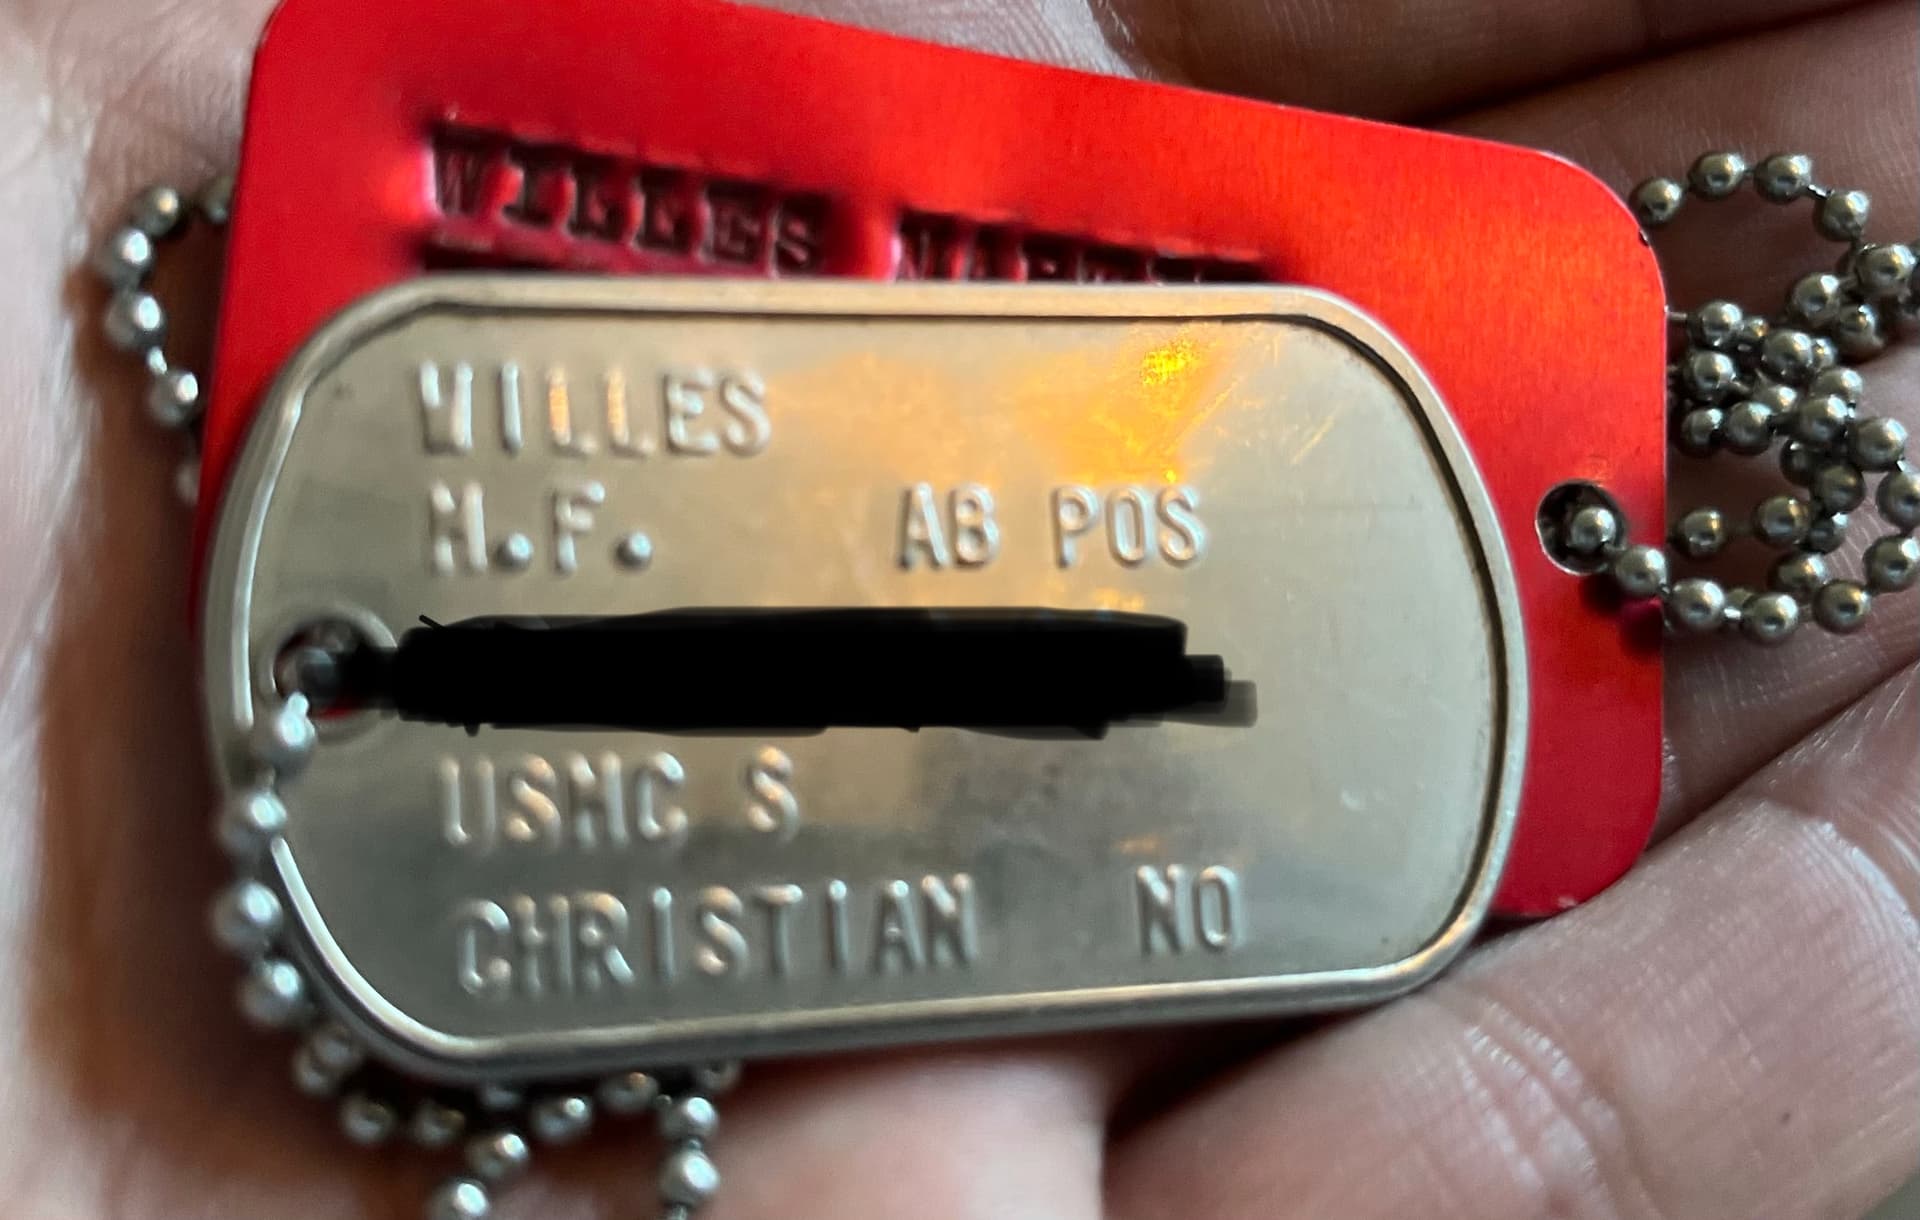 WILLES
WILLES
M.F. AB POS
USMC S
CHRISTIAN NO